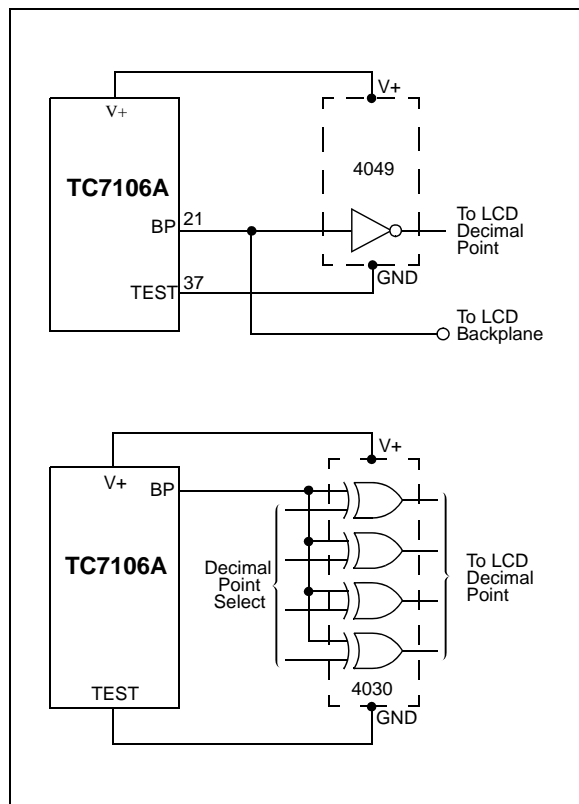 V+
V+
TC7106A
4049
BP
21
To LCD
Decimal
Point
TEST
37
GND
To LCD
Backplane
V+
V+
BP
TC7106A
Decimal
Point
Select
To LCD
Decimal
Point
4030
TEST
GND